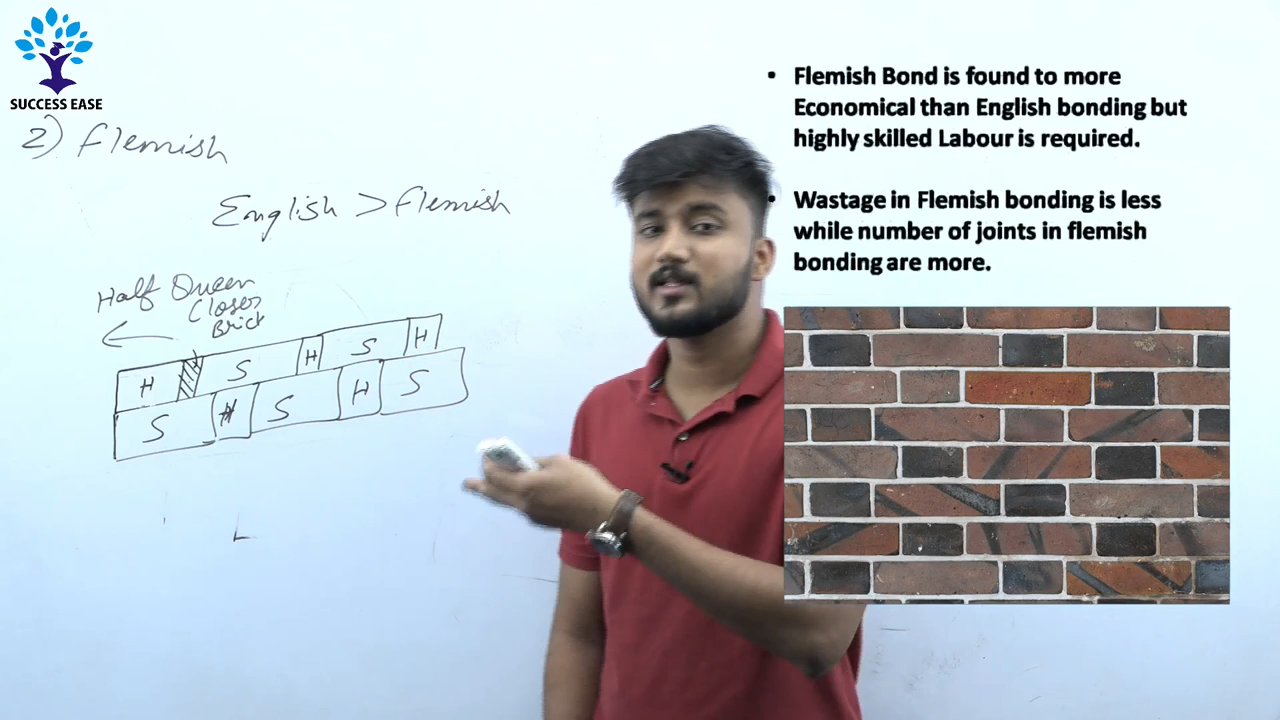 SUCCESS EASE
2) Flemish
English > Flemish
Half Queen
Closer
Brick
H S H S H
S H S H S
• Flemish Bond is found to more
Economical than English bonding but
highly skilled Labour is required.
• Wastage in Flemish bonding is less
while number of joints in flemish
bonding are more.